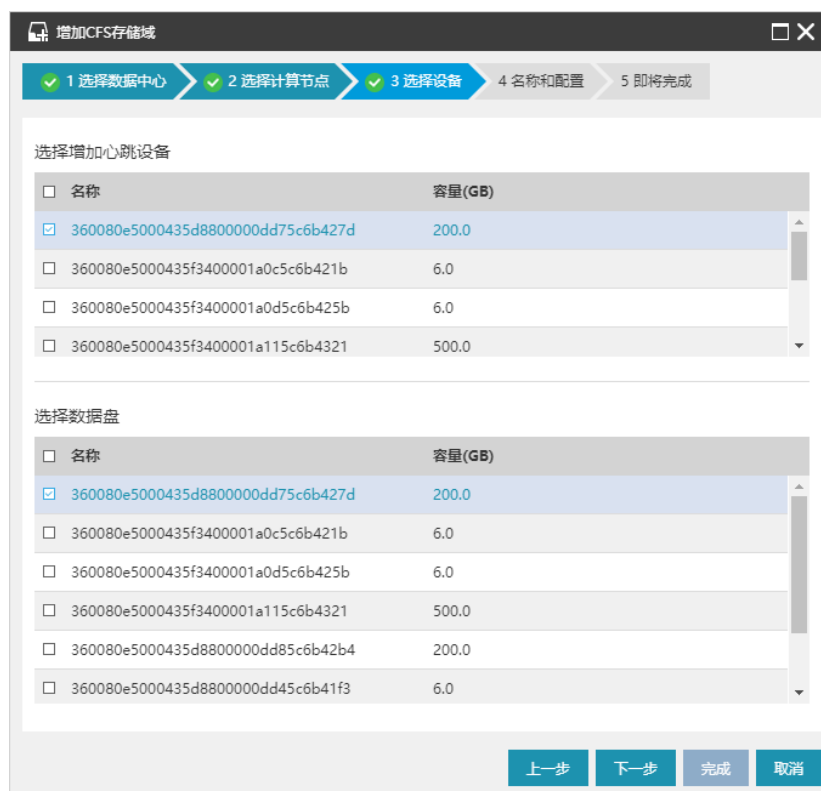 增加CFS存储域
1 选择数据中心 2 选择计算节点 3 选择设备 4 名称和配置 5 即将完成
选择增加心跳设备
名称 容量(GB)
360080e5000435d8800000dd75c6b427d 200.0
360080e5000435f3400001a0c5c6b421b 6.0
360080e5000435f3400001a0d5c6b425b 6.0
360080e5000435f3400001a115c6b4321 500.0
选择数据盘
名称 容量(GB)
360080e5000435d8800000dd75c6b427d 200.0
360080e5000435f3400001a0c5c6b421b 6.0
360080e5000435f3400001a0d5c6b425b 6.0
360080e5000435f3400001a115c6b4321 500.0
360080e5000435d8800000dd85c6b42b4 200.0
360080e5000435d8800000dd45c6b41f3 6.0
上一步 下一步 完成 取消